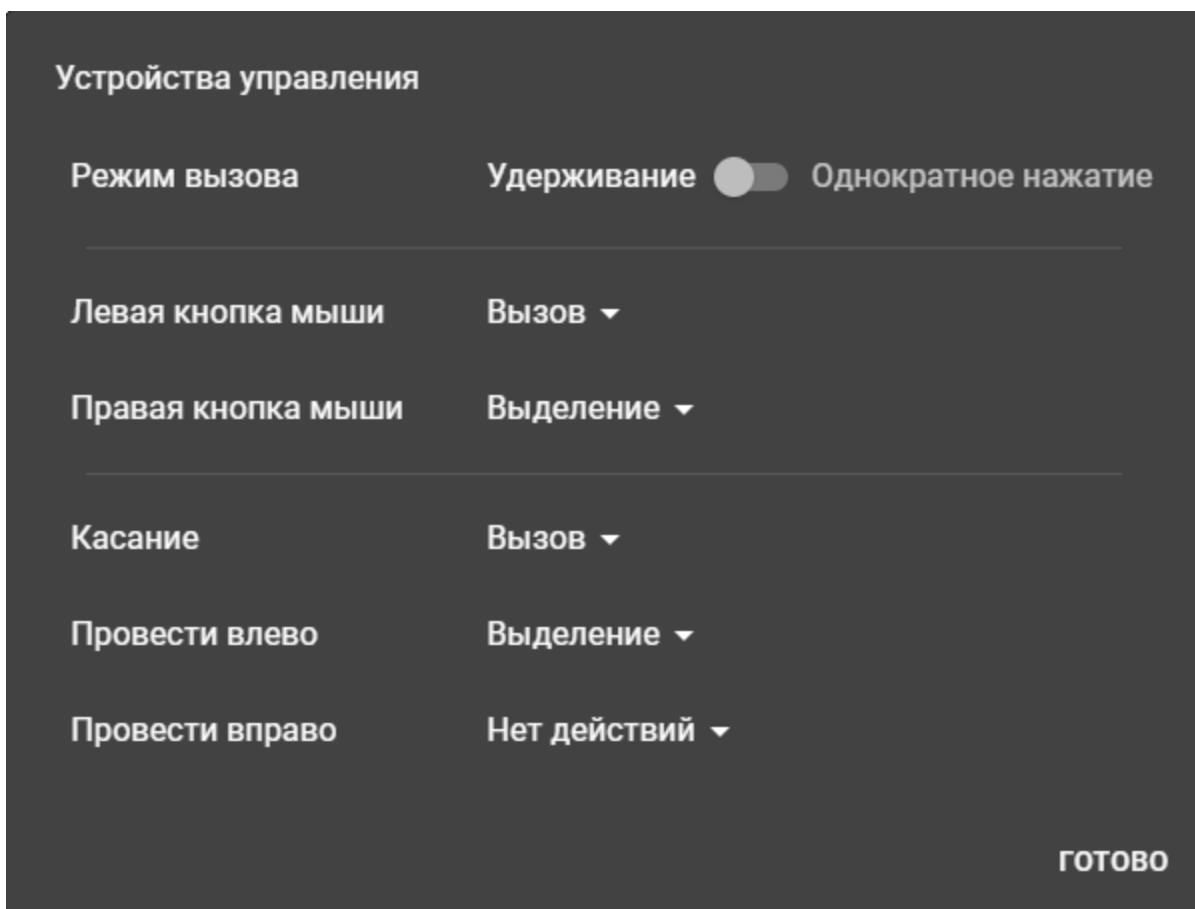 Устройства управления
Режим вызова Удерживание Однократное нажатие
Левая кнопка мыши Вызов
Правая кнопка мыши Выделение
Касание Вызов
Провести влево Выделение
Провести вправо Нет действий
ГОТОВО